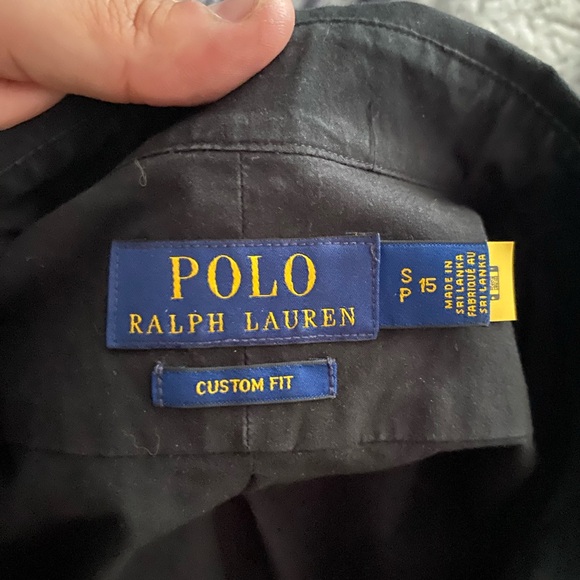 POLO
RALPH LAUREN
CUSTOM FIT
S
P
15
MADE IN
SRI LANKA
FABRIQUÉ AU
SRI LANKA